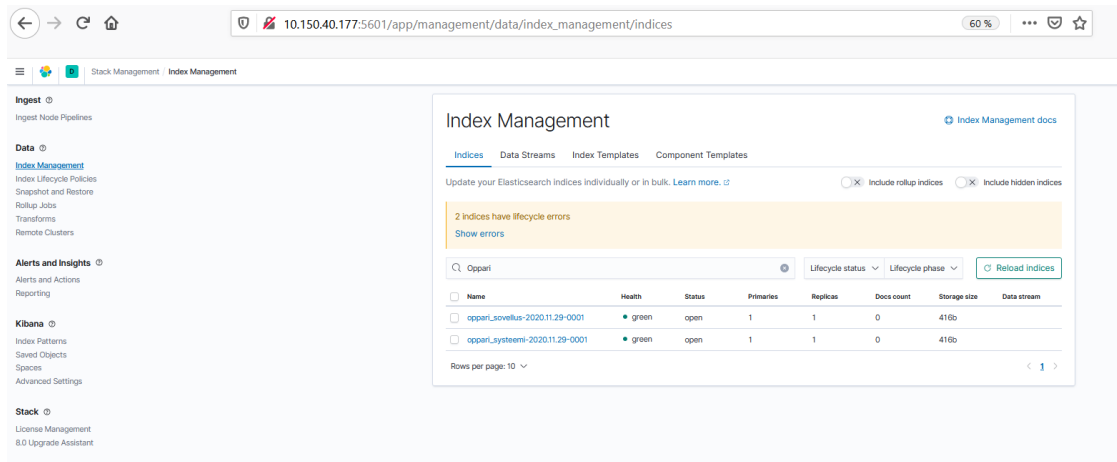 10.150.40.177:5601/app/management/data/index_management/indices 60 %
D Stack Management / Index Management
Ingest
Ingest Node Pipelines
Data
Index Management
Index Lifecycle Policies
Snapshot and Restore
Rollup Jobs
Transforms
Remote Clusters
Alerts and Insights
Alerts and Actions
Reporting
Kibana
Index Patterns
Saved Objects
Spaces
Advanced Settings
Stack
License Management
8.0 Upgrade Assistant
Index Management Index Management docs
Indices Data Streams Index Templates Component Templates
Update your Elasticsearch indices individually or in bulk. Learn more. Include rollup indices Include hidden indices
2 indices have lifecycle errors
Show errors
Oppari Lifecycle status Lifecycle phase Reload indices
Name Health Status Primaries Replicas Docs count Storage size Data stream
oppari_sovellus-2020.11.29-0001 green open 1 1 0 416b
oppari_systeemi-2020.11.29-0001 green open 1 1 0 416b
Rows per page: 10 < 1 >